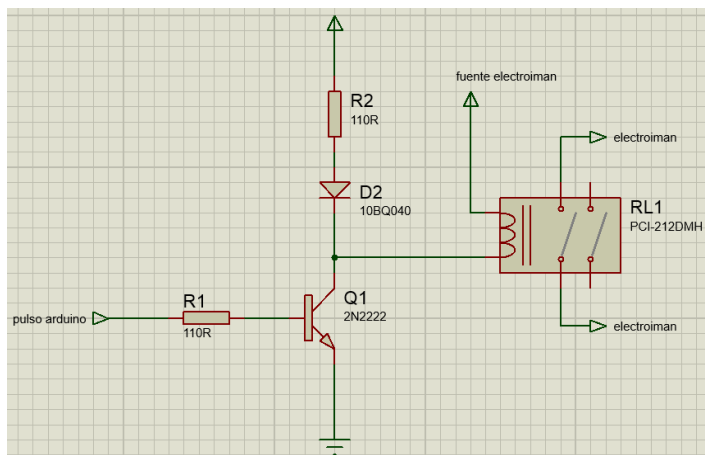 R2
110R
fuente electroiman
electroiman
D2
10BQ040
RL1
PCI-212DMH
R1
110R
pulso arduino
Q1
2N2222
electroiman